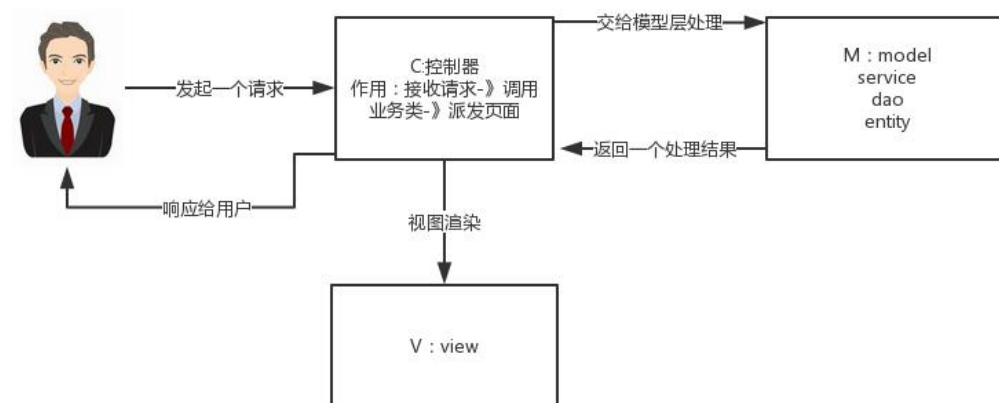 交给模型层处理
C:控制器
作用：接收请求-》调用
业务类-》派发页面
M：model
service
dao
entity
发起一个请求
返回一个处理结果
响应给用户
视图渲染
V：view